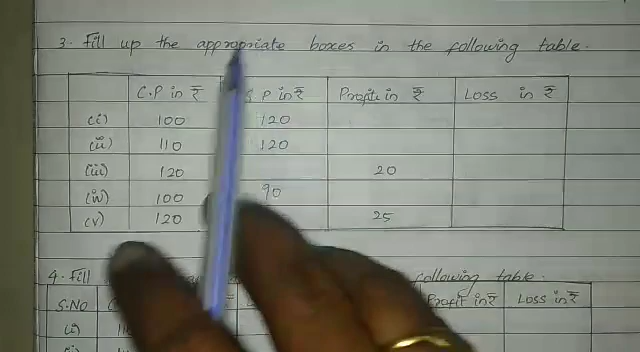 3. Fill up the appropriate boxes in the following table.
C.P in ₹ S P in ₹ Profit in ₹ Loss in ₹
(i) 100 120
(ii) 110 120
(iii) 120 20
(iv) 100 90
(v) 120 25
4. Fill following table.
S.NO Profit in ₹ Loss in ₹
(i)